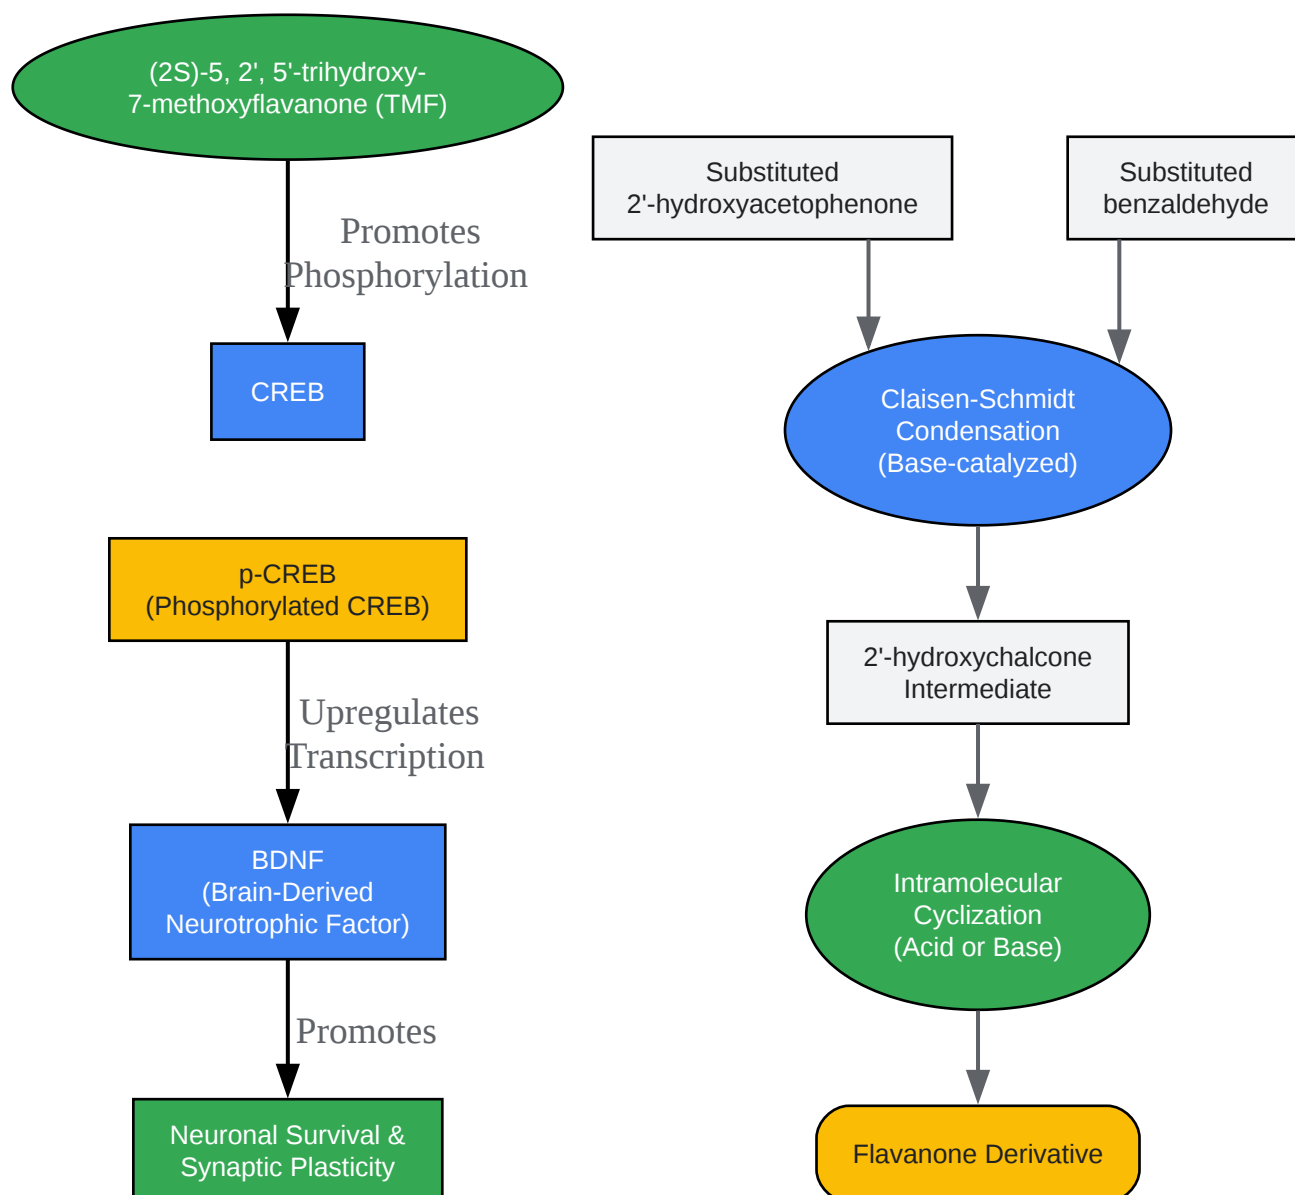 (2S)-5, 2', 5'-trihydroxy-
7-methoxyflavanone (TMF)
Promotes
Phosphorylation
CREB
p-CREB
(Phosphorylated CREB)
Upregulates
Transcription
BDNF
(Brain-Derived
Neurotrophic Factor)
Promotes
Neuronal Survival &
Synaptic Plasticity
Substituted
2'-hydroxyacetophenone
Substituted
benzaldehyde
Claisen-Schmidt
Condensation
(Base-catalyzed)
2'-hydroxychalcone
Intermediate
Intramolecular
Cyclization
(Acid or Base)
Flavanone Derivative